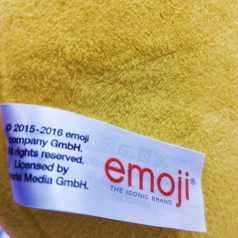 © 2015-2016 emoji
company GmbH.
All rights reserved.
Licensed by
Media GmbH.
emoji®
THE ICONIC BRAND